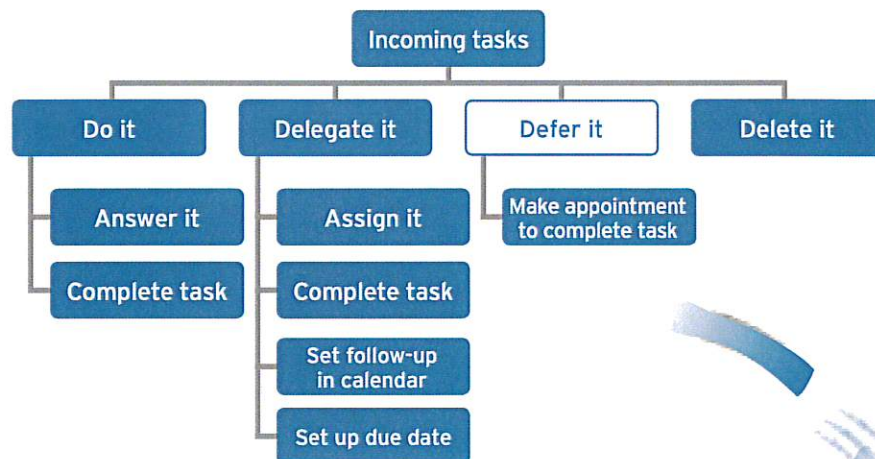 Incoming tasks
Do it
Delegate it
Defer it
Delete it
Answer it
Complete task
Assign it
Complete task
Set follow-up
in calendar
Set up due date
Make appointment
to complete task